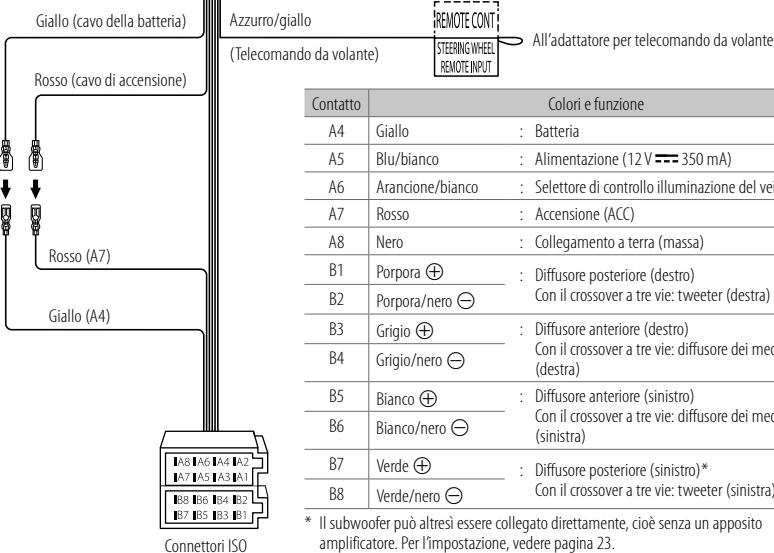 Giallo (cavo della batteria)
Azzurro/giallo
(Telecomando da volante)
REMOTE CONT
STEERING WHEEL
REMOTE INPUT
All'adattatore per telecomando da volante
Rosso (cavo di accensione)
Rosso (A7)
Giallo (A4)
Contatto Colori e funzione
A4 Giallo : Batteria
A5 Blu/bianco : Alimentazione (12 V ⎓ 350 mA)
A6 Arancione/bianco : Selettore di controllo illuminazione del
A7 Rosso : Accensione (ACC)
A8 Nero : Collegamento a terra (massa)
B1 Porpora ⊕ : Diffusore posteriore (destro)
B2 Porpora/nero ⊖ Con il crossover a tre vie: tweeter (destra)
B3 Grigio ⊕ : Diffusore anteriore (destro)
B4 Grigio/nero ⊖ Con il crossover a tre vie: diffusore dei
(destra)
B5 Bianco ⊕ : Diffusore anteriore (sinistro)
B6 Bianco/nero ⊖ Con il crossover a tre vie: diffusore dei
(sinistra)
B7 Verde ⊕ : Diffusore posteriore (sinistro)*
B8 Verde/nero ⊖ Con il crossover a tre vie: tweeter (sinistra)
* Il subwoofer può altresì essere collegato direttamente, cioè senza un apposito
amplificatore. Per l'impostazione, vedere pagina 23.
A8 A6 A4 A2
A7 A5 A3 A1
B8 B6 B4 B2
B7 B5 B3 B1
Connettori ISO